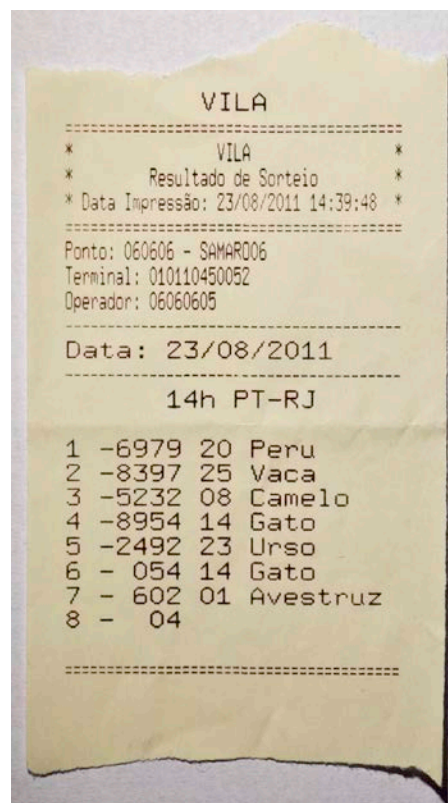 VILA
==========================================
* VILA *
* Resultado de Sorteio *
* Data Impressão: 23/08/2011 14:39:48 *
==========================================
Ponto: 060606 - SAMARO06
Terminal: 010110450052
Operador: 06060605
------------------------------------------
Data: 23/08/2011
------------------------------------------
14h PT-RJ
1 -6979 20 Peru
2 -8397 25 Vaca
3 -5232 08 Camelo
4 -8954 14 Gato
5 -2492 23 Urso
6 - 054 14 Gato
7 - 602 01 Avestruz
8 - 04
==========================================